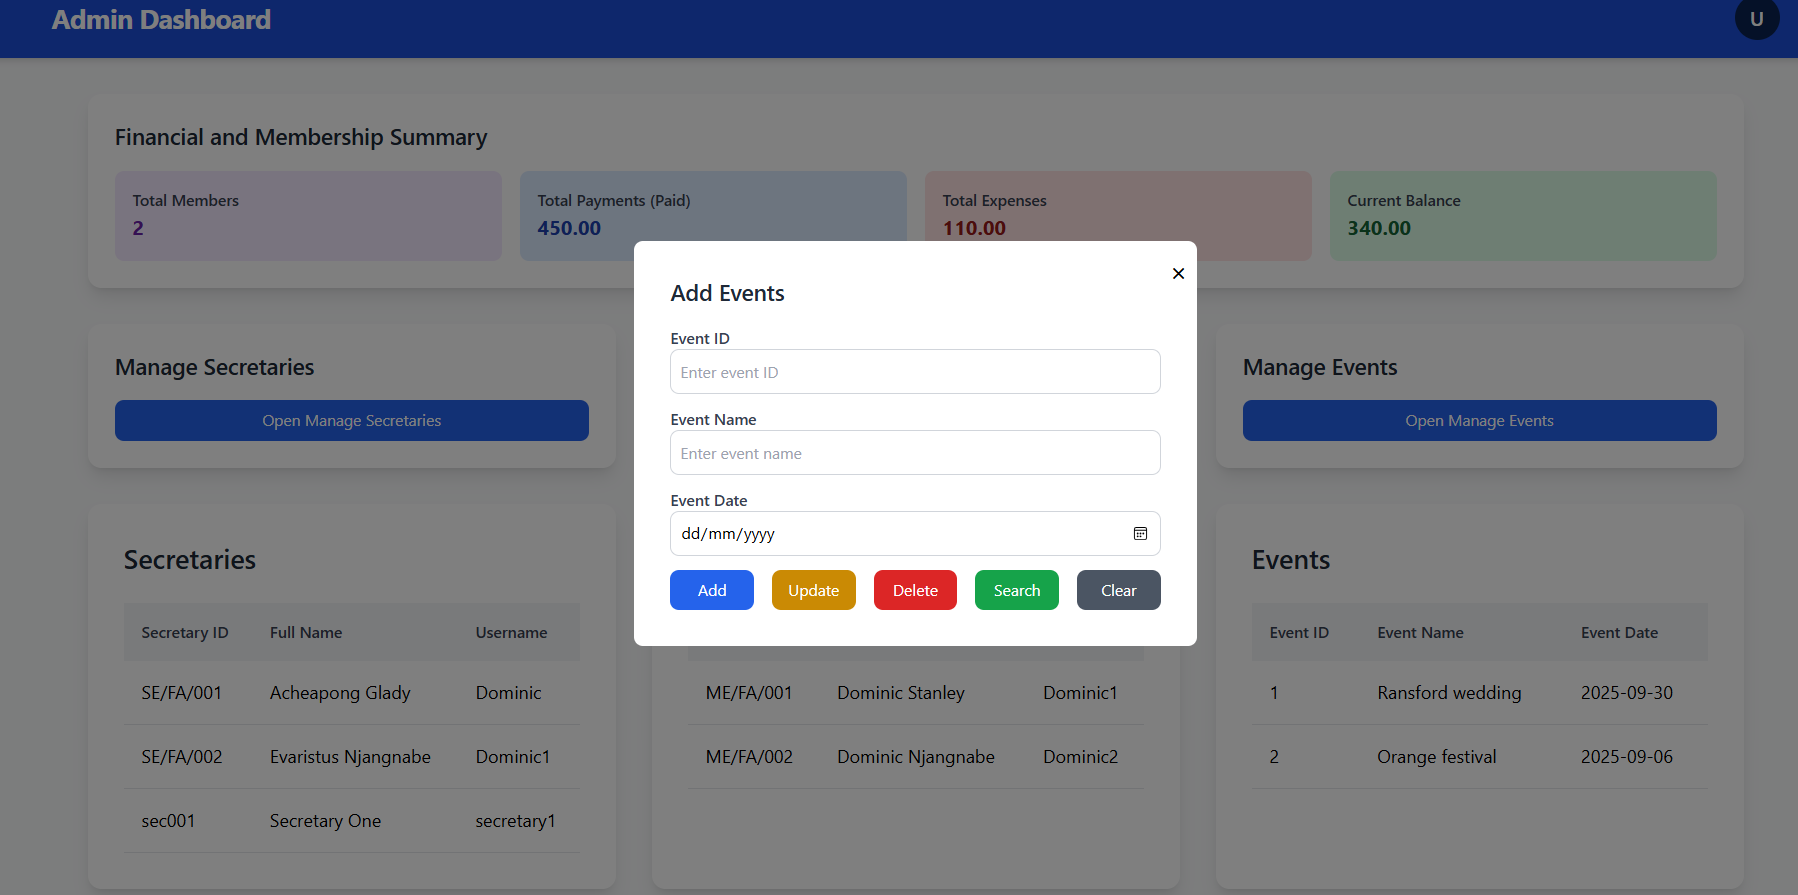 Admin Dashboard
U
Financial and Membership Summary
Total Members
2
Total Payments (Paid)
450.00
Total Expenses
110.00
Current Balance
340.00
Manage Secretaries
Open Manage Secretaries
Manage Events
Open Manage Events
×
Add Events
Event ID
Enter event ID
Event Name
Enter event name
Event Date
dd/mm/yyyy
Add Update Delete Search Clear
Secretaries
Secretary ID Full Name Username
SE/FA/001 Acheapong Glady Dominic
SE/FA/002 Evaristus Njangnabe Dominic1
sec001 Secretary One secretary1
ME/FA/001 Dominic Stanley Dominic1
ME/FA/002 Dominic Njangnabe Dominic2
Events
Event ID Event Name Event Date
1 Ransford wedding 2025-09-30
2 Orange festival 2025-09-06